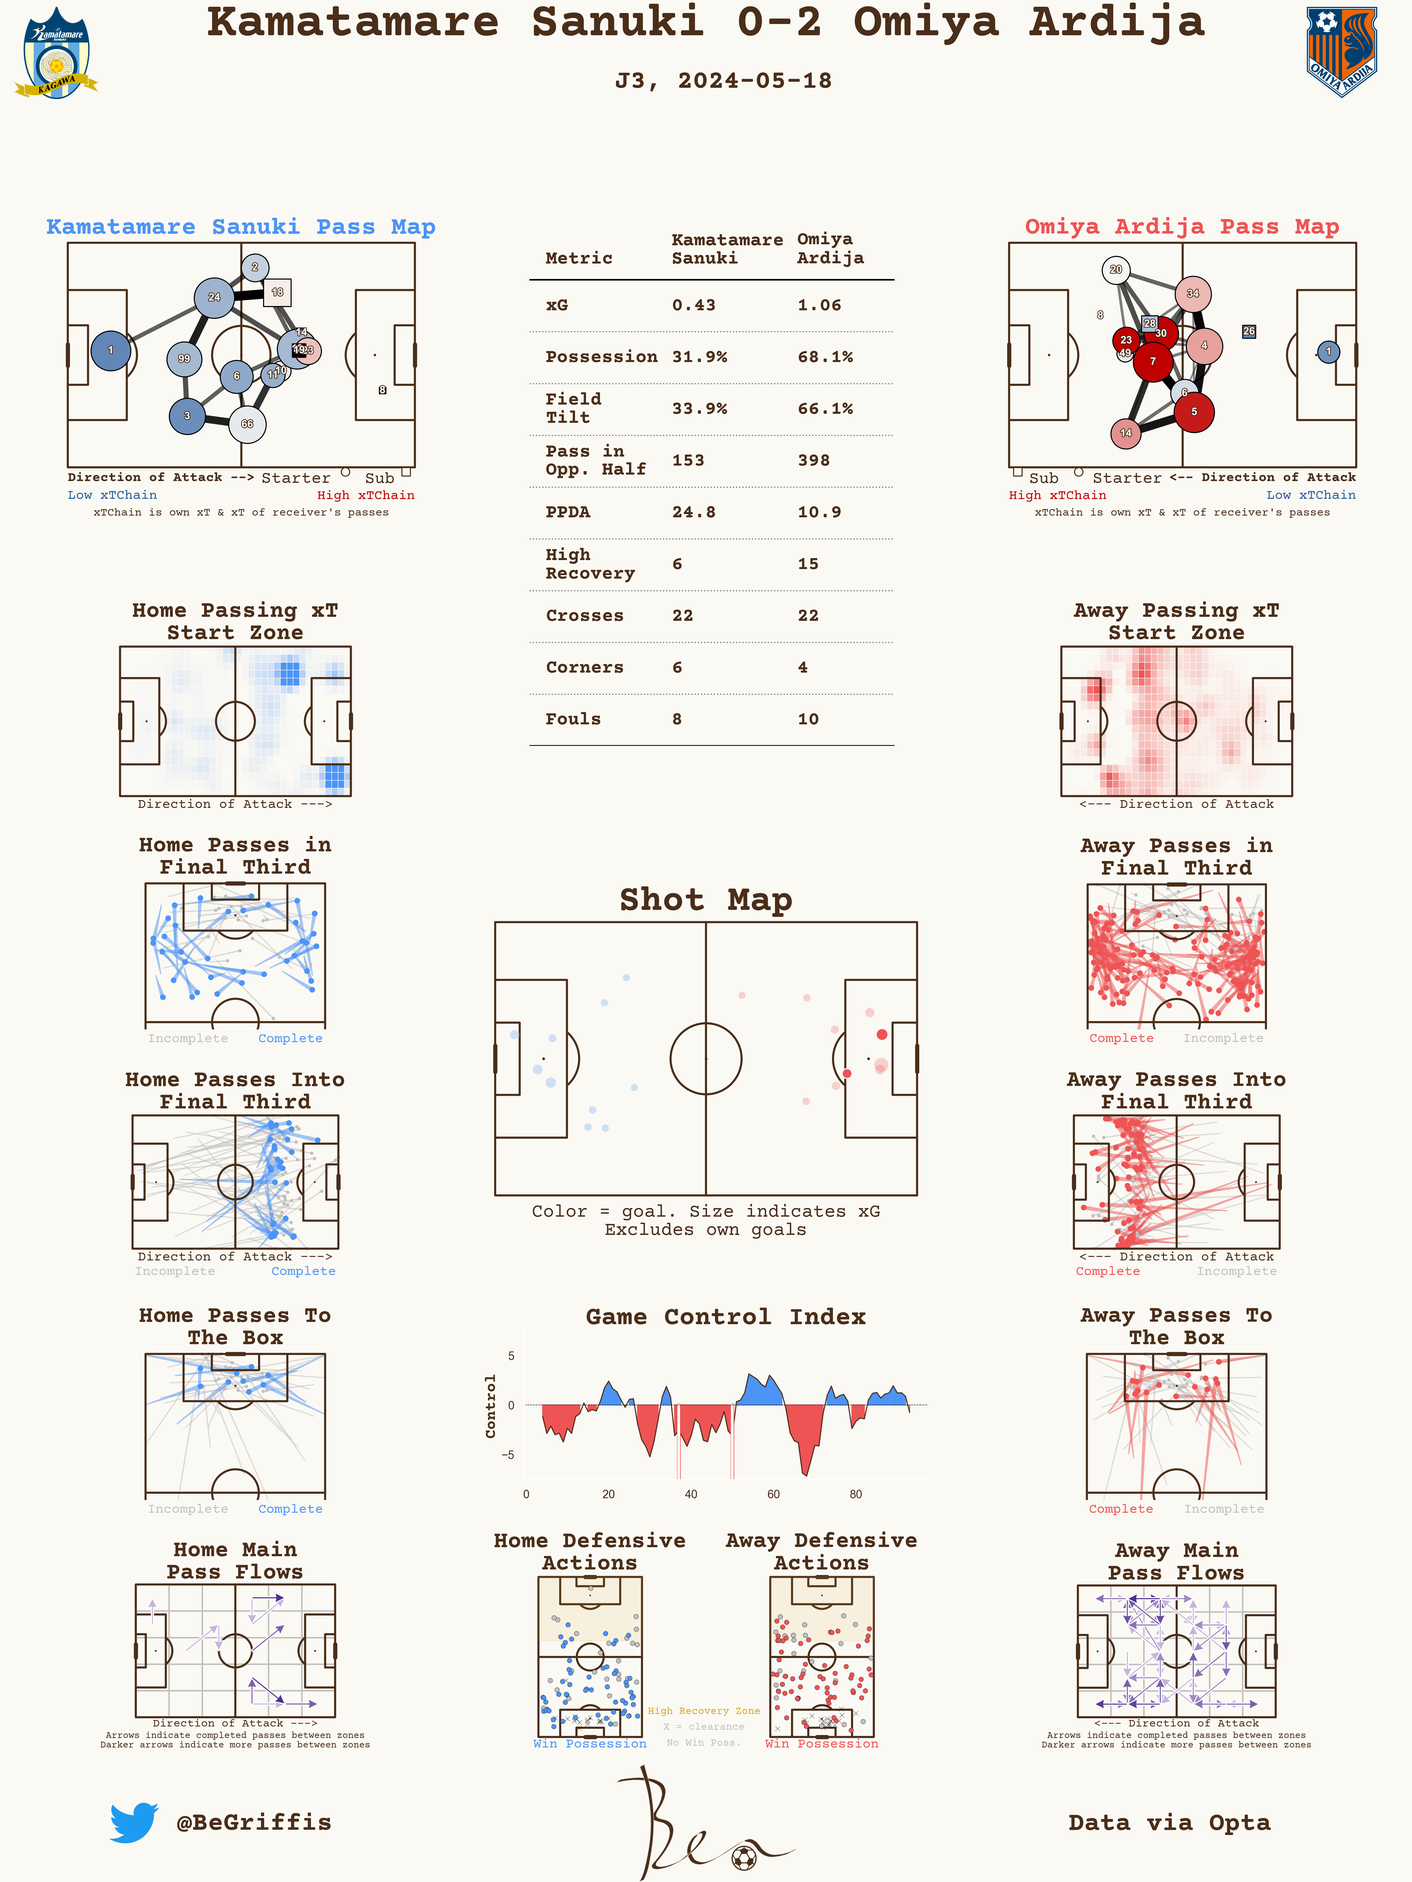 Kamatamare Sanuki 0-2 Omiya Ardija
J3, 2024-05-18
Kamatamare
KAGAWA
OMIYA ARDIJA
Kamatamare Sanuki Pass Map
2
18
24
14
1
99
19
3
6
11
10
8
3
66
Direction of Attack --> Starter Sub
Low xTChain High xTChain
xTChain is own xT & xT of receiver's passes
Metric Kamatamare Sanuki Omiya Ardija
xG 0.43 1.06
Possession 31.9% 68.1%
Field Tilt 33.9% 66.1%
Pass in Opp. Half 153 398
PPDA 24.8 10.9
High Recovery 6 15
Crosses 22 22
Corners 6 4
Fouls 8 10
Omiya Ardija Pass Map
20
34
8
28
30
26
23
49
7
4
1
6
5
14
Sub Starter <-- Direction of Attack
High xTChain Low xTChain
xTChain is own xT & xT of receiver's passes
Home Passing xT
Start Zone
Direction of Attack --->
Away Passing xT
Start Zone
<--- Direction of Attack
Home Passes in
Final Third
Incomplete Complete
Away Passes in
Final Third
Complete Incomplete
Shot Map
Color = goal. Size indicates xG
Excludes own goals
Home Passes Into
Final Third
Direction of Attack --->
Incomplete Complete
Away Passes Into
Final Third
<--- Direction of Attack
Complete Incomplete
Home Passes To
The Box
Incomplete Complete
Game Control Index
Control
5
0
−5
0 20 40 60 80
Away Passes To
The Box
Complete Incomplete
Home Main
Pass Flows
Direction of Attack --->
Arrows indicate completed passes between zones
Darker arrows indicate more passes between zones
Home Defensive
Actions
Win Possession
High Recovery Zone
X = clearance
No Win Poss.
Away Defensive
Actions
Win Possession
Away Main
Pass Flows
<--- Direction of Attack
Arrows indicate completed passes between zones
Darker arrows indicate more passes between zones
@BeGriffis
Ben
Data via Opta